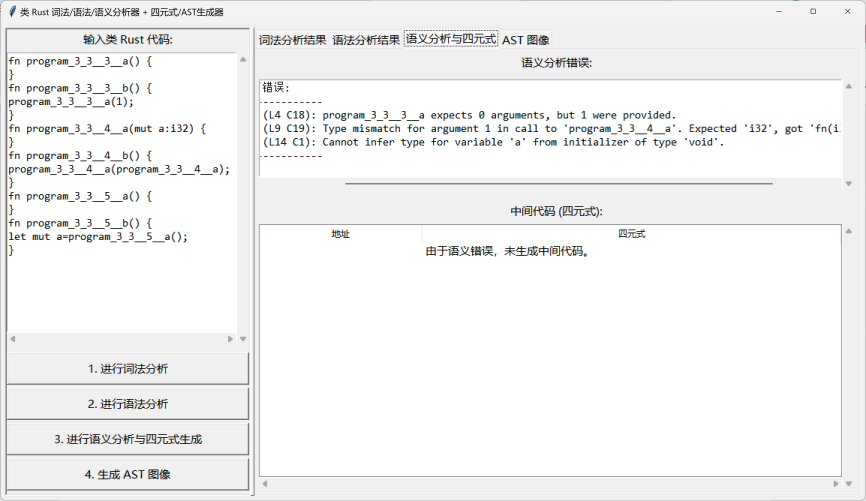 类 Rust 词法/语法/语义分析器 + 四元式/AST生成器
输入类 Rust 代码:
fn program_3_3__3__a() {
}
fn program_3_3__3__b() {
program_3_3__3__a(1);
}
fn program_3_3__4__a(mut a:i32) {
}
fn program_3_3__4__b() {
program_3_3__4__a(program_3_3__4__a);
}
fn program_3_3__5__a() {
}
fn program_3_3__5__b() {
let mut a=program_3_3__5__a();
}
1. 进行词法分析
2. 进行语法分析
3. 进行语义分析与四元式生成
4. 生成 AST 图像
词法分析结果 语法分析结果 语义分析与四元式 AST 图像
语义分析错误:
错误:
----------
(L4 C18): program_3_3__3__a expects 0 arguments, but 1 were provided.
(L9 C19): Type mismatch for argument 1 in call to 'program_3_3__4__a'. Expected 'i32', got 'fn(i
(L14 C1): Cannot infer type for variable 'a' from initializer of type 'void'.
----------
中间代码 (四元式):
地址 四元式
由于语义错误，未生成中间代码。